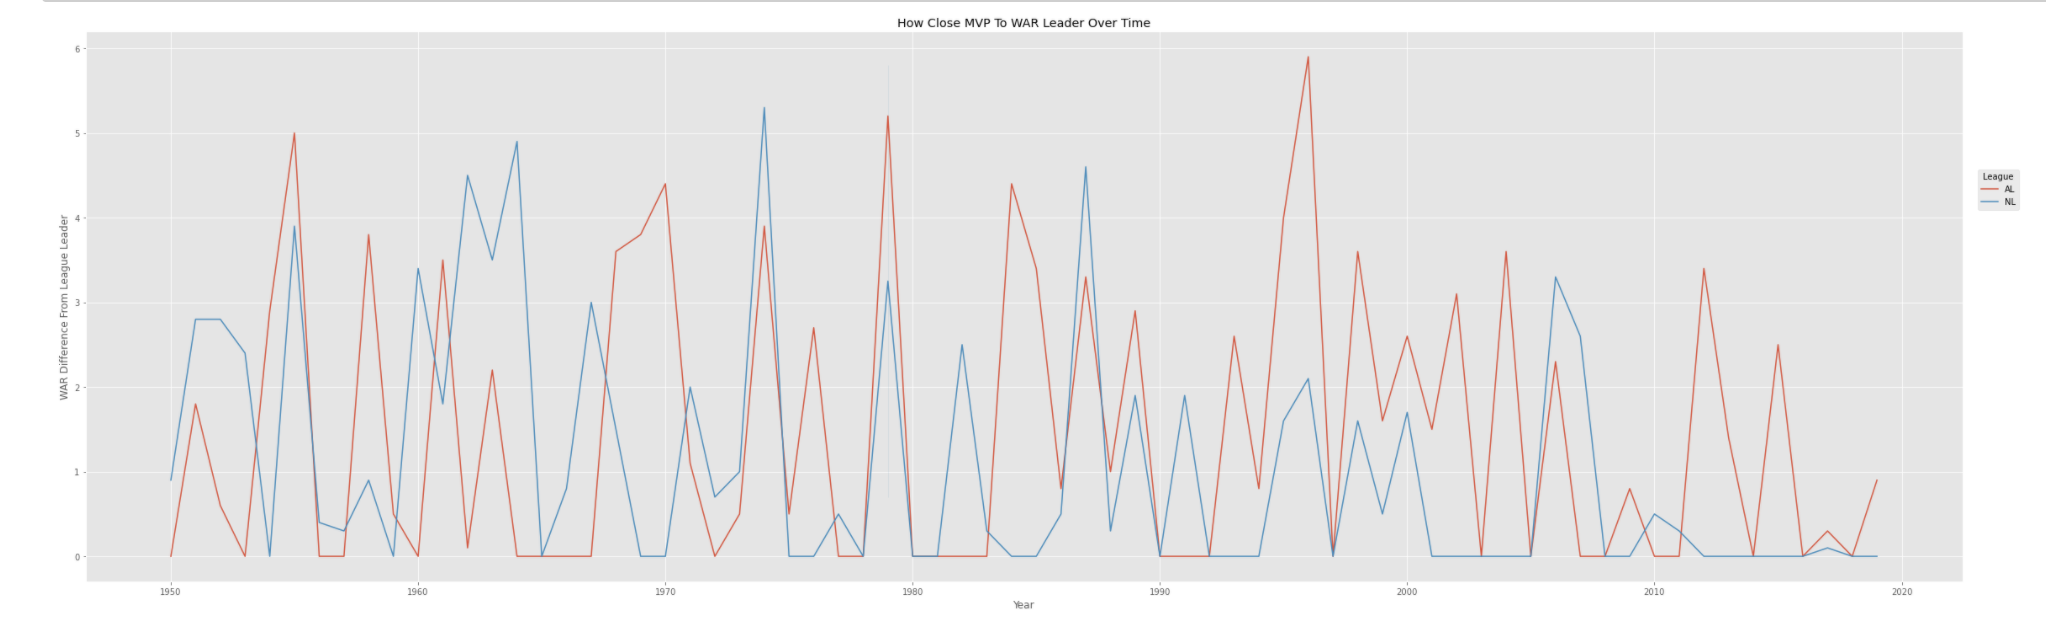 How Close MVP To WAR Leader Over Time
WAR Difference From League Leader
6
5
4
3
2
1
0
1950 1960 1970 1980 1990 2000 2010 2020
Year
League
AL
NL